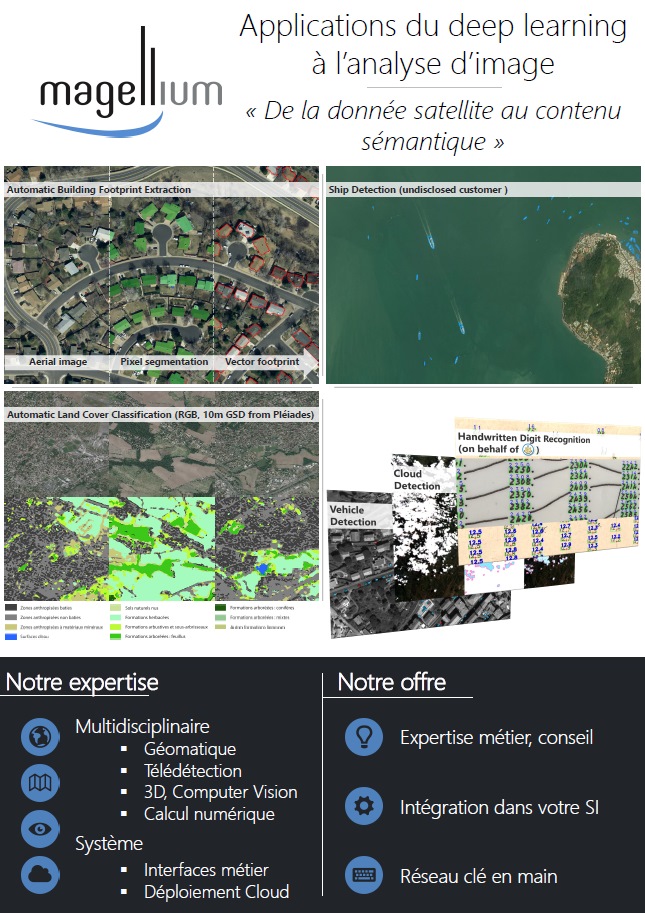 magellium
Applications du deep learning
à l’analyse d’image
« De la donnée satellite au contenu
sémantique »
Automatic Building Footprint Extraction
Aerial image
Pixel segmentation
Vector footprint
Ship Detection (undisclosed customer )
Automatic Land Cover Classification (RGB, 10m GSD from Pléiades)
Zones anthropisées baties
Zones anthropisées non baties
Zones anthropisées à matériaux minéraux
Surfaces d'eau
Sols naturels nus
Formations herbacées
Formations arbustives et sous-arbrisseaux
Formations arborées: feuillus
Formations arborées : conifères
Formations arborées : mixtes
Autres formations
Vehicle
Detection
Cloud
Detection
Handwritten Digit Recognition
(on behalf of )
Notre expertise
Multidisciplinaire
▪ Géomatique
▪ Télédétection
▪ 3D, Computer Vision
▪ Calcul numérique
Système
▪ Interfaces métier
▪ Déploiement Cloud
Notre offre
Expertise métier, conseil
Intégration dans votre SI
Réseau clé en main